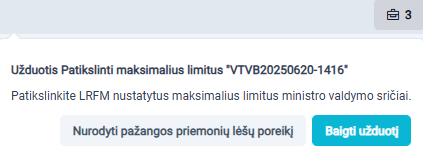 3
Užduotis Patikslinti maksimalius limitus "VTVB20250620-1416"
Patikslinkite LRFM nustatytus maksimalius limitus ministro valdymo sričiai.
Nurodyti pažangos priemonių lėšų poreikį
Baigti užduotį